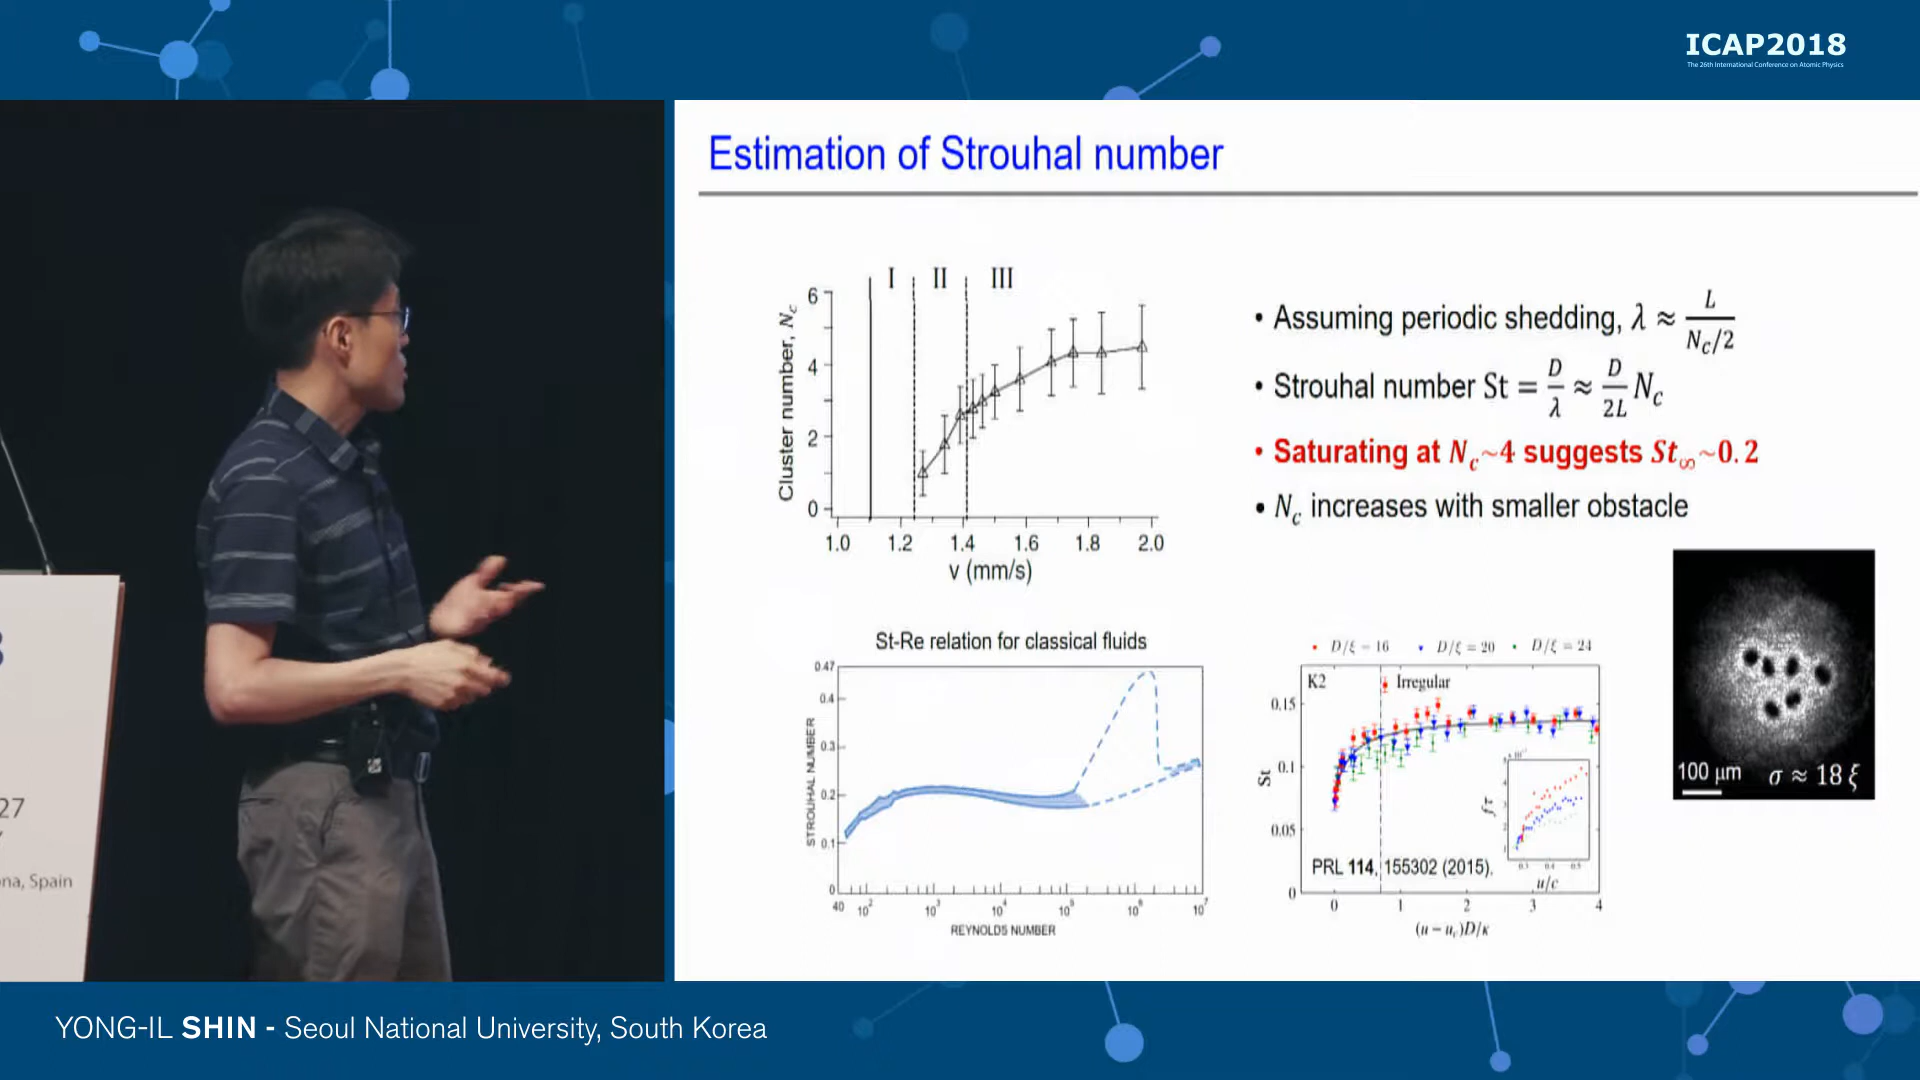 ICAP2018
The 26th International Conference on Atomic Physics
Estimation of Strouhal number
I II III
Cluster number, N_c
6
4
2
0
1.0 1.2 1.4 1.6 1.8 2.0
v (mm/s)
• Assuming periodic shedding, λ ≈ L / (N_C/2)
• Strouhal number St = D/λ ≈ D/2L N_C
• Saturating at N_c~4 suggests St_∞~0.2
• N_c increases with smaller obstacle
St-Re relation for classical fluids
STROUHAL NUMBER
0.47
0.4
0.3
0.2
0.1
0
40 10² 10³ 10⁴ 10⁵ 10⁶ 10⁷
REYNOLDS NUMBER
D/ξ = 16 D/ξ = 20 D/ξ = 24
K2 Irregular
St
0.15
0.1
0.05
0
fτ
u/c
PRL 114, 155302 (2015).
0 1 2 3 4
(u − u_c)D/κ
100 μm σ ≈ 18 ξ
27
na, Spain
YONG-IL SHIN - Seoul National University, South Korea